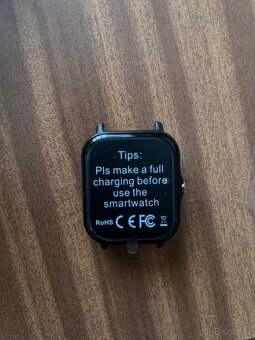 Tips:
Pls make a full
charging before
use the
smartwatch
RoHS CE FC